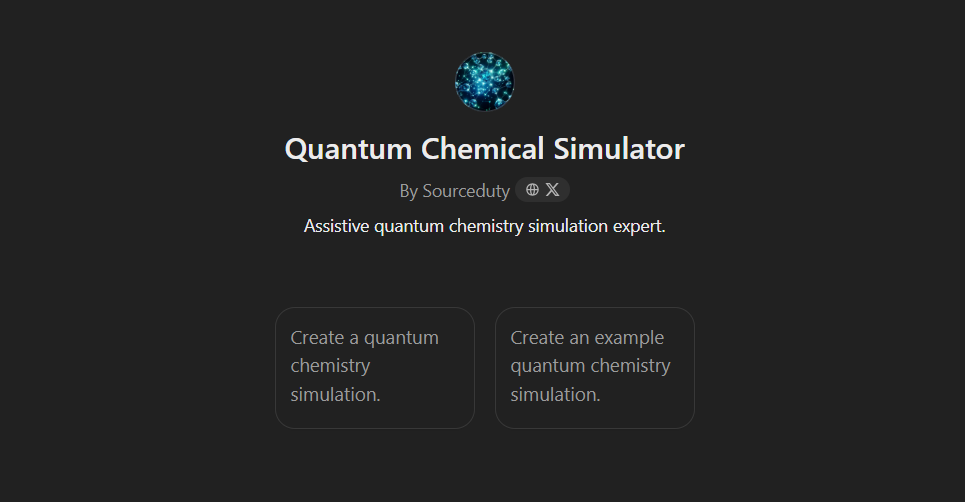 Quantum Chemical Simulator
By Sourceduty
Assistive quantum chemistry simulation expert.
Create a quantum
chemistry
simulation.
Create an example
quantum chemistry
simulation.